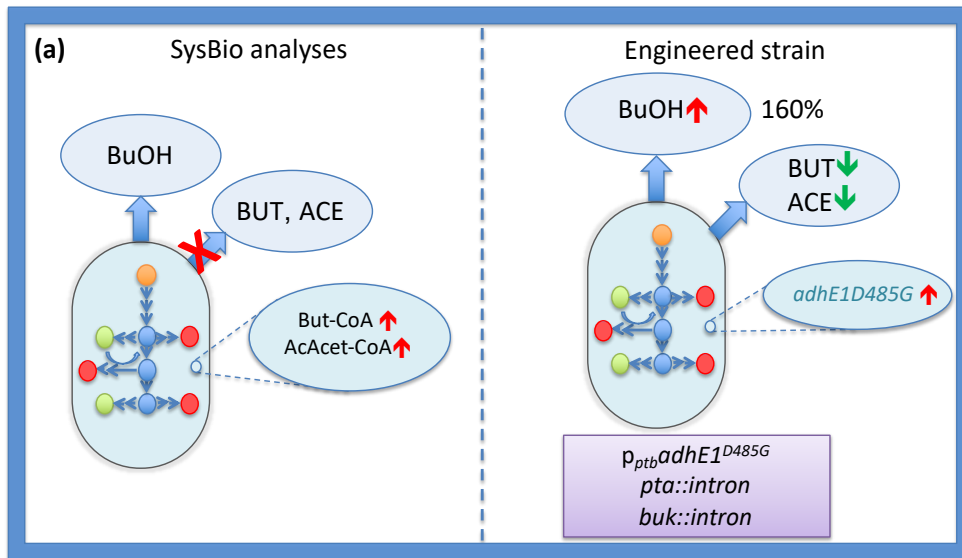 (a)
SysBio analyses
BuOH
BUT, ACE
But-CoA
AcAcet-CoA
Engineered strain
BuOH
160%
BUT
ACE
adhE1D485G
pptbadhE1D485G
pta::intron
buk::intron